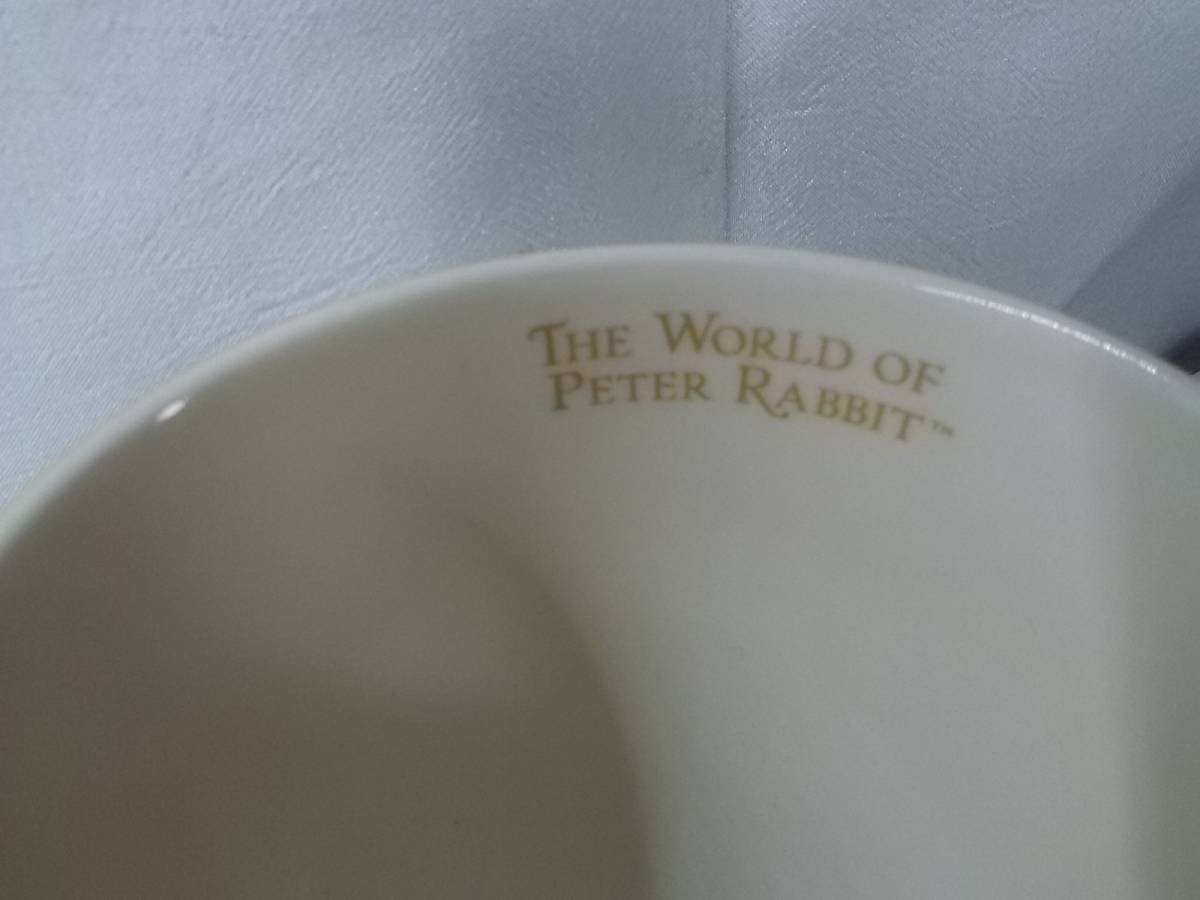 THE WORLD OF
PETER RABBIT™